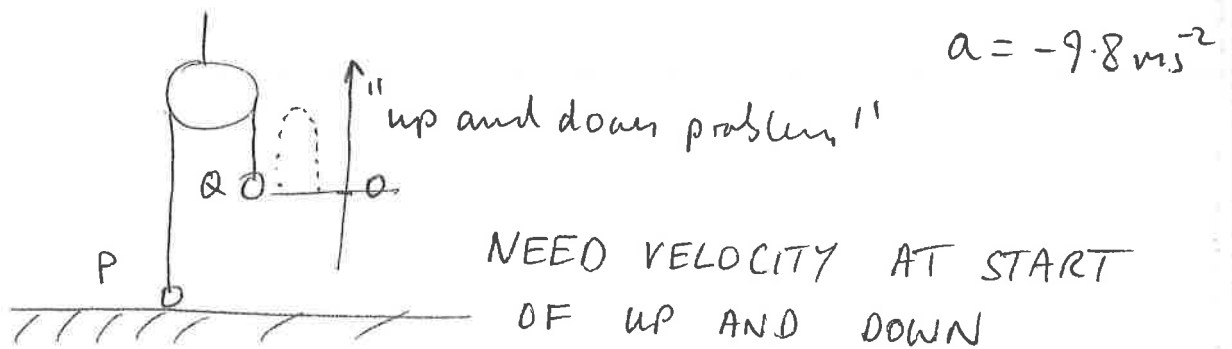 a = -9.8 ms⁻²
"up and down problem"
Q
O
P
NEED VELOCITY AT START
OF UP AND DOWN